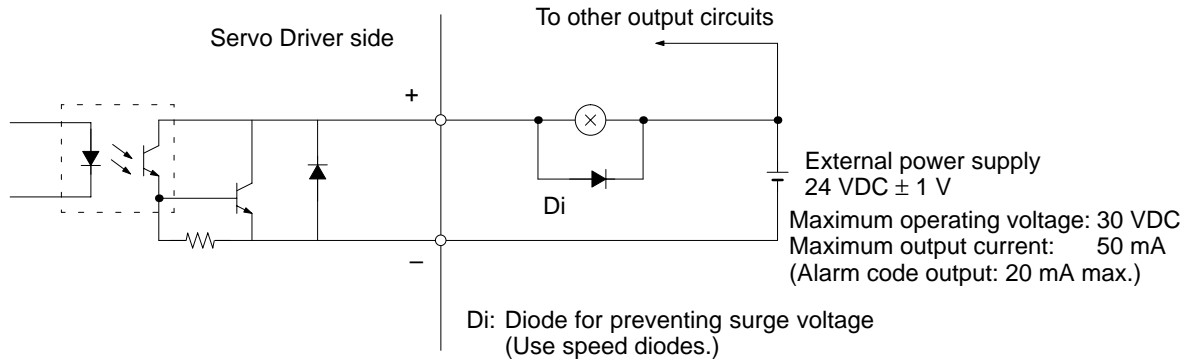 To other output circuits
Servo Driver side
+
Di
External power supply
24 VDC ± 1 V
Maximum operating voltage: 30 VDC
Maximum output current: 50 mA
(Alarm code output: 20 mA max.)
–
Di: Diode for preventing surge voltage
(Use speed diodes.)